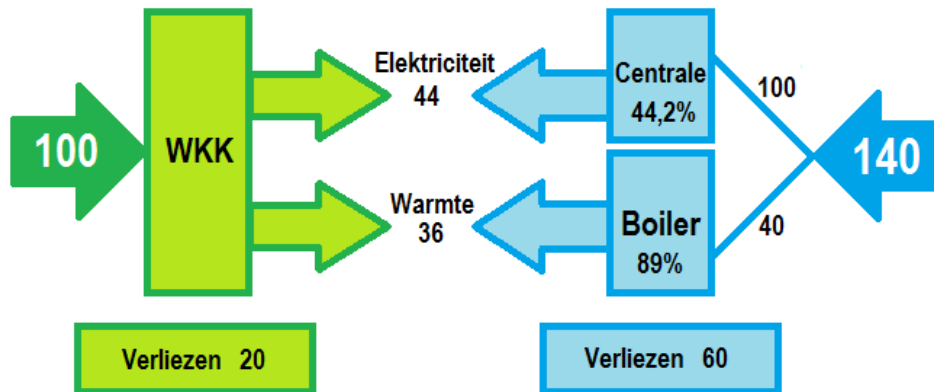 100
WKK
Elektriciteit
44
Warmte
36
Centrale
44,2%
Boiler
89%
100
40
140
Verliezen 20
Verliezen 60